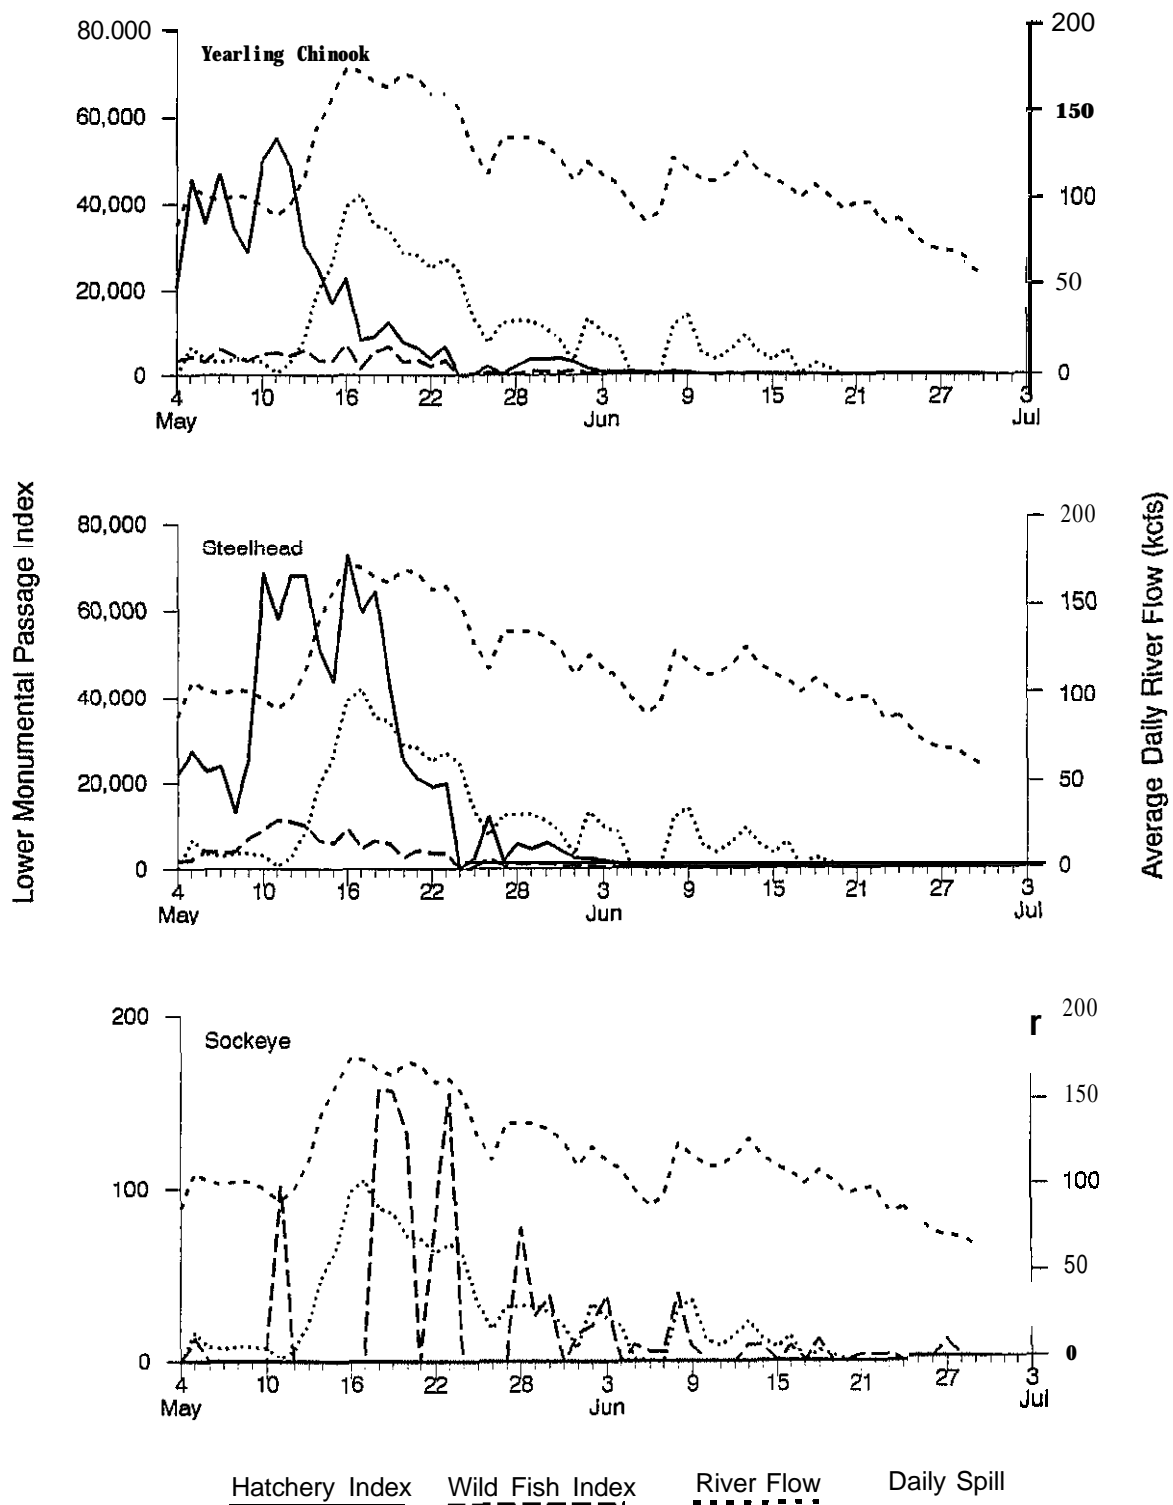 80.000
60,000
40,000
20,000
0
Yearling Chinook
200
150
100
50
0
4 10 16 22 28 3 9 15 21 27 3
May Jun Jul
Lower Monumental Passage Index
Average Daily River Flow (kcfs)
80,000
60,000
40,000
20,000
0
Steelhead
200
150
100
50
0
4 10 16 22 28 3 9 15 21 27 3
May Jun Jul
200
100
0
Sockeye
r 200
150
100
50
0
4 10 16 22 28 3 9 15 21 27 3
May Jun Jul
Hatchery Index Wild Fish Index River Flow Daily Spill